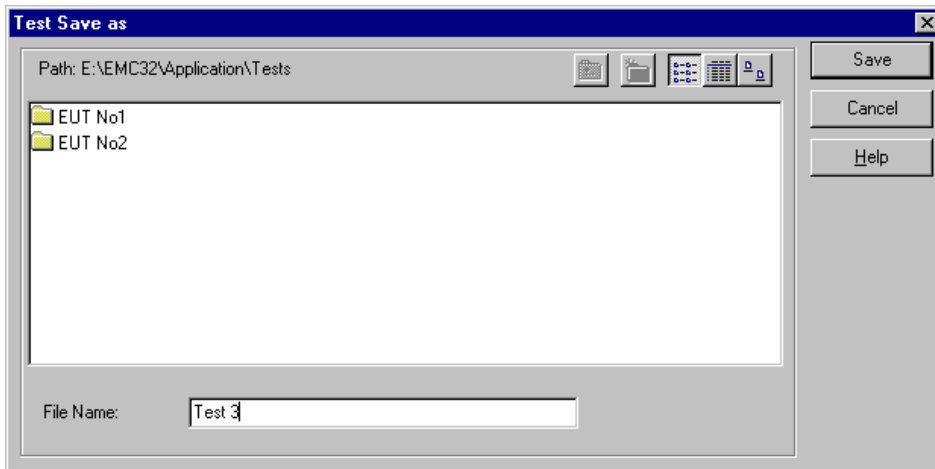 Test Save as
Path: E:\EMC32\Application\Tests
Save
EUT No1
EUT No2
Cancel
Help
File Name:
Test 3